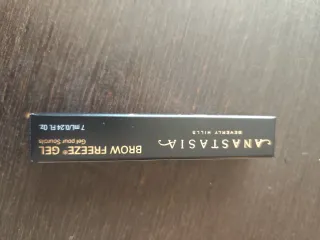 ANASTASIA
BEVERLY HILLS
BROW FREEZE® GEL
Gel pour Sourcils
7 ml/0.24 Fl. Oz.